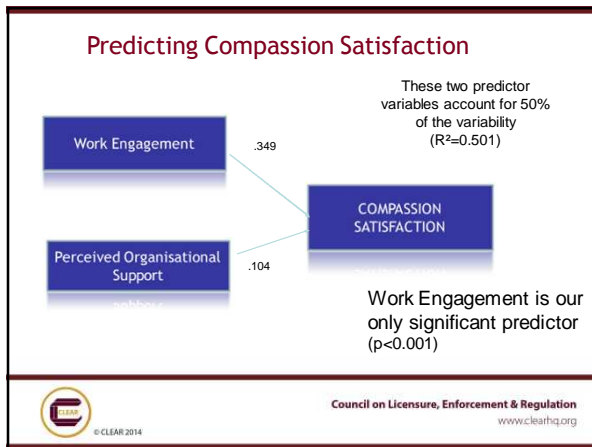 Predicting Compassion Satisfaction
These two predictor
variables account for 50%
of the variability
(R²=0.501)
Work Engagement
.349
COMPASSION
SATISFACTION
Perceived Organisational
Support
.104
Work Engagement is our
only significant predictor
(p<0.001)
CLEAR
© CLEAR 2014
Council on Licensure, Enforcement & Regulation
www.clearhq.org